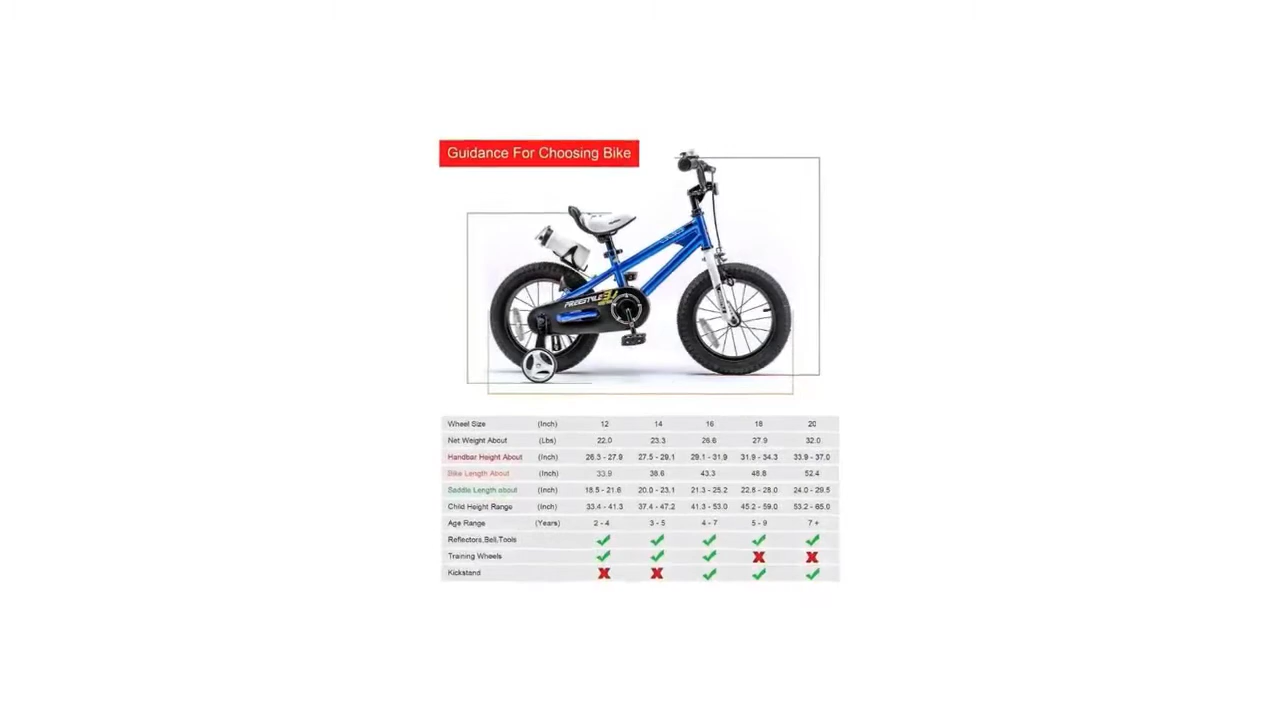 Guidance For Choosing Bike
FREESTYLE
Wheel Size (Inch) 12 14 16 18 20
Net Weight About (Lbs) 22.0 23.3 26.6 27.9 32.0
Handbar Height About (Inch) 26.3 - 27.9 27.5 - 29.1 29.1 - 31.9 31.9 - 34.3 33.9 - 37.0
Bike Length About (Inch) 33.9 38.6 43.3 48.8 52.4
Saddle Length about (Inch) 18.5 - 21.6 20.0 - 23.1 21.3 - 25.2 22.8 - 28.0 24.0 - 29.5
Child Height Range (Inch) 33.4 - 41.3 37.4 - 47.2 41.3 - 53.0 45.2 - 59.0 53.2 - 65.0
Age Range (Years) 2 - 4 3 - 5 4 - 7 5 - 9 7 +
Reflectors,Bell,Tools
Training Wheels
Kickstand